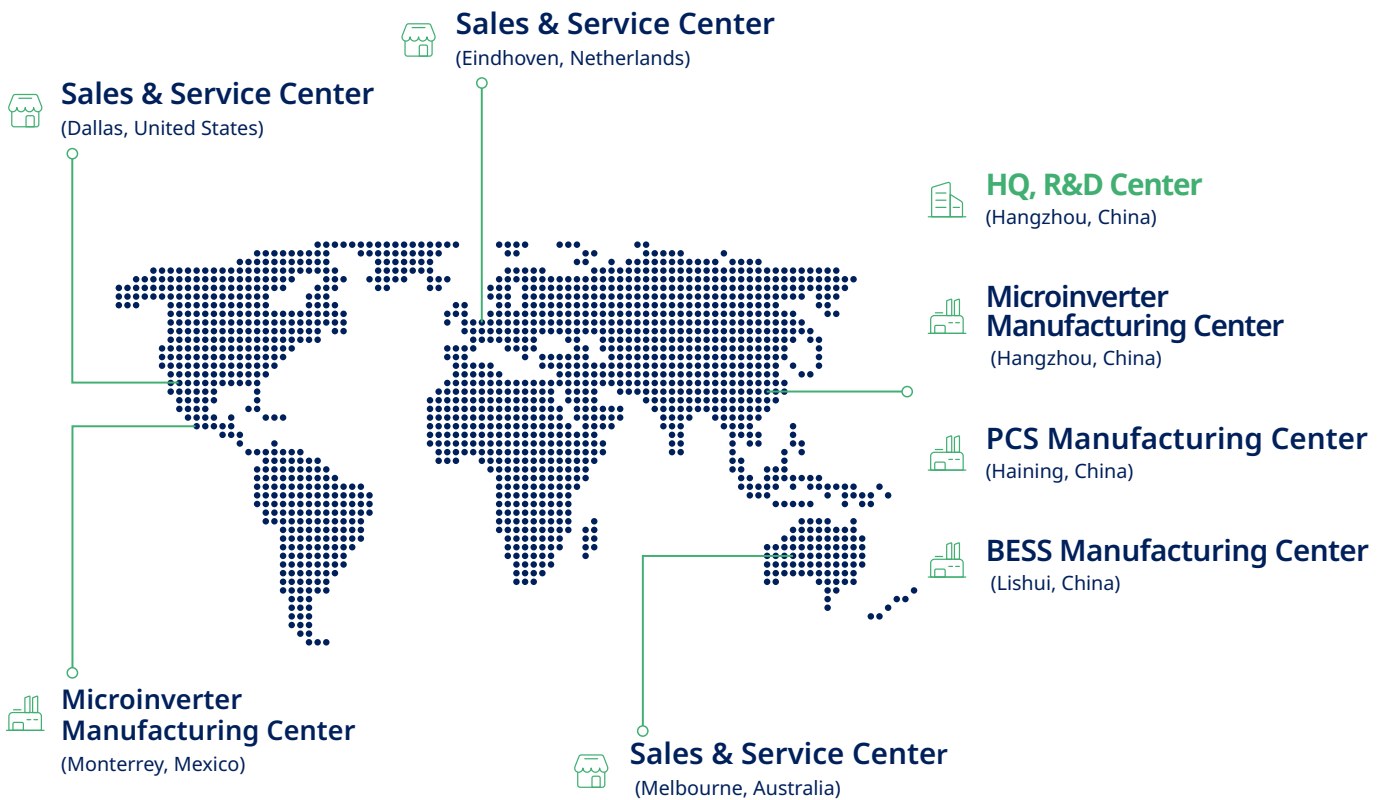 Sales & Service Center
(Eindhoven, Netherlands)
Sales & Service Center
(Dallas, United States)
HQ, R&D Center
(Hangzhou, China)
Microinverter
Manufacturing Center
(Hangzhou, China)
PCS Manufacturing Center
(Haining, China)
BESS Manufacturing Center
(Lishui, China)
Microinverter
Manufacturing Center
(Monterrey, Mexico)
Sales & Service Center
(Melbourne, Australia)